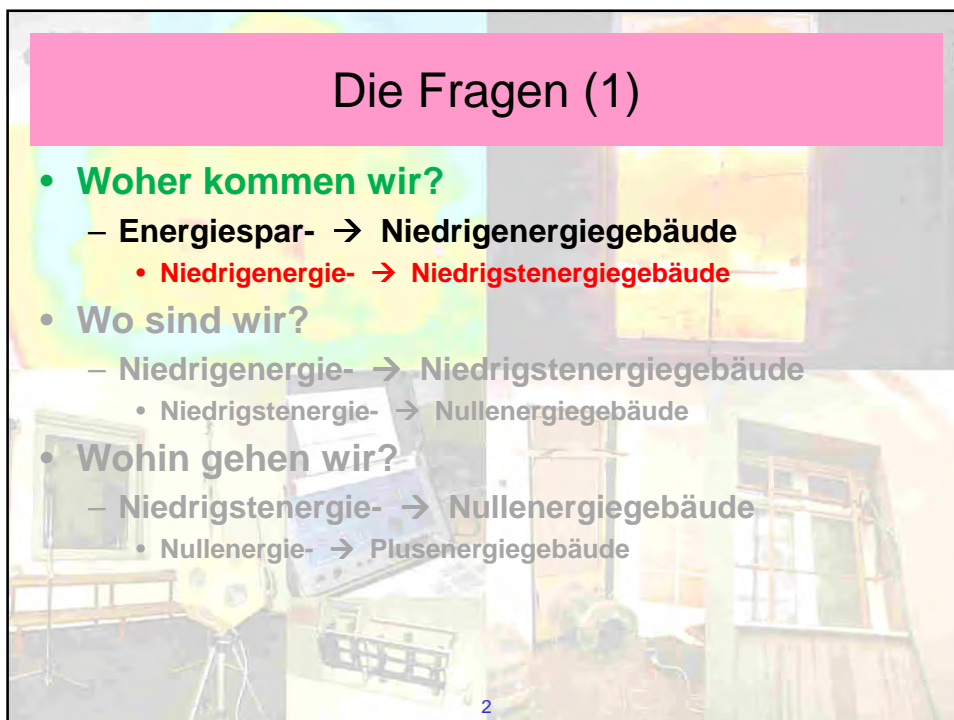 Die Fragen (1)
• Woher kommen wir?
– Energiespar- → Niedrigenergiegebäude
• Niedrigenergie- → Niedrigstenergiegebäude
• Wo sind wir?
– Niedrigenergie- → Niedrigstenergiegebäude
• Niedrigstenergie- → Nullenergiegebäude
• Wohin gehen wir?
– Niedrigstenergie- → Nullenergiegebäude
• Nullenergie- → Plusenergiegebäude
2